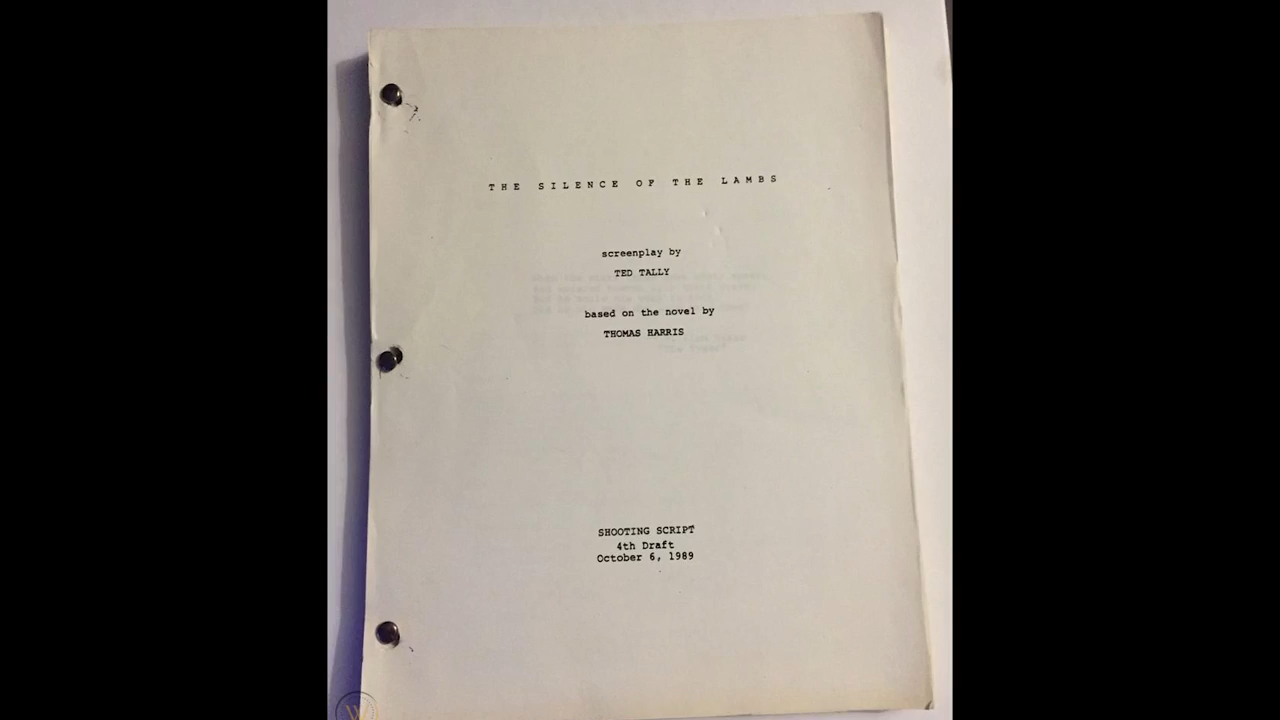 THE SILENCE OF THE LAMBS
screenplay by
TED TALLY
based on the novel by
THOMAS HARRIS
SHOOTING SCRIPT
4th Draft
October 6, 1989